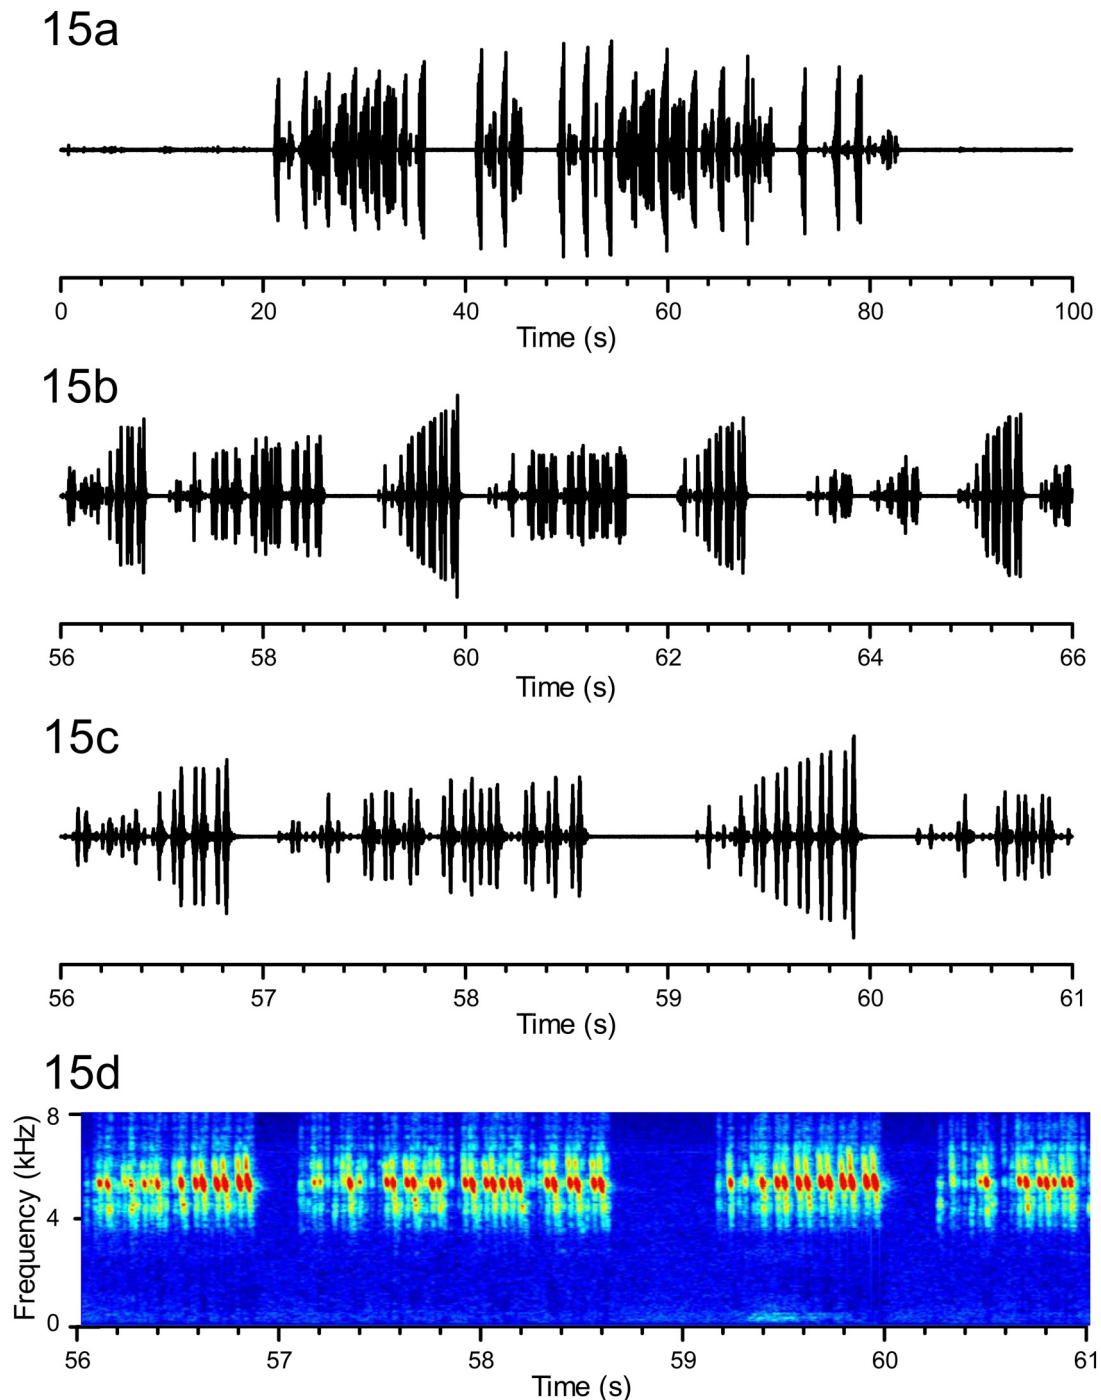 15a
0 20 40 60 80 100
Time (s)
15b
56 58 60 62 64 66
Time (s)
15c
56 57 58 59 60 61
Time (s)
15d
Frequency (kHz)
8
4
0
56 57 58 59 60 61
Time (s)